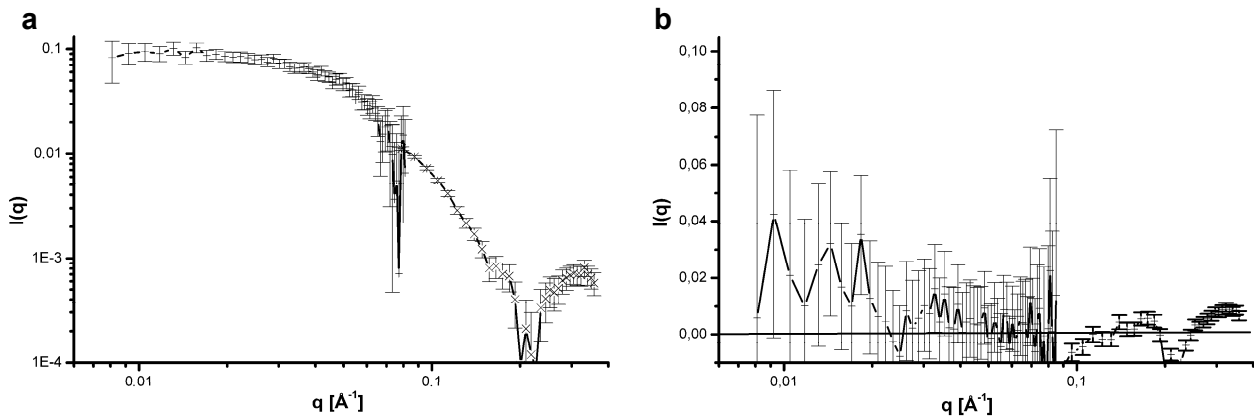 a
0.1
0.01
1E-3
1E-4
I(q)
0.01
0.1
q [Å⁻¹]
b
0,10
0,08
0,06
0,04
0,02
0,00
I(q)
0,01
0,1
q [Å⁻¹]